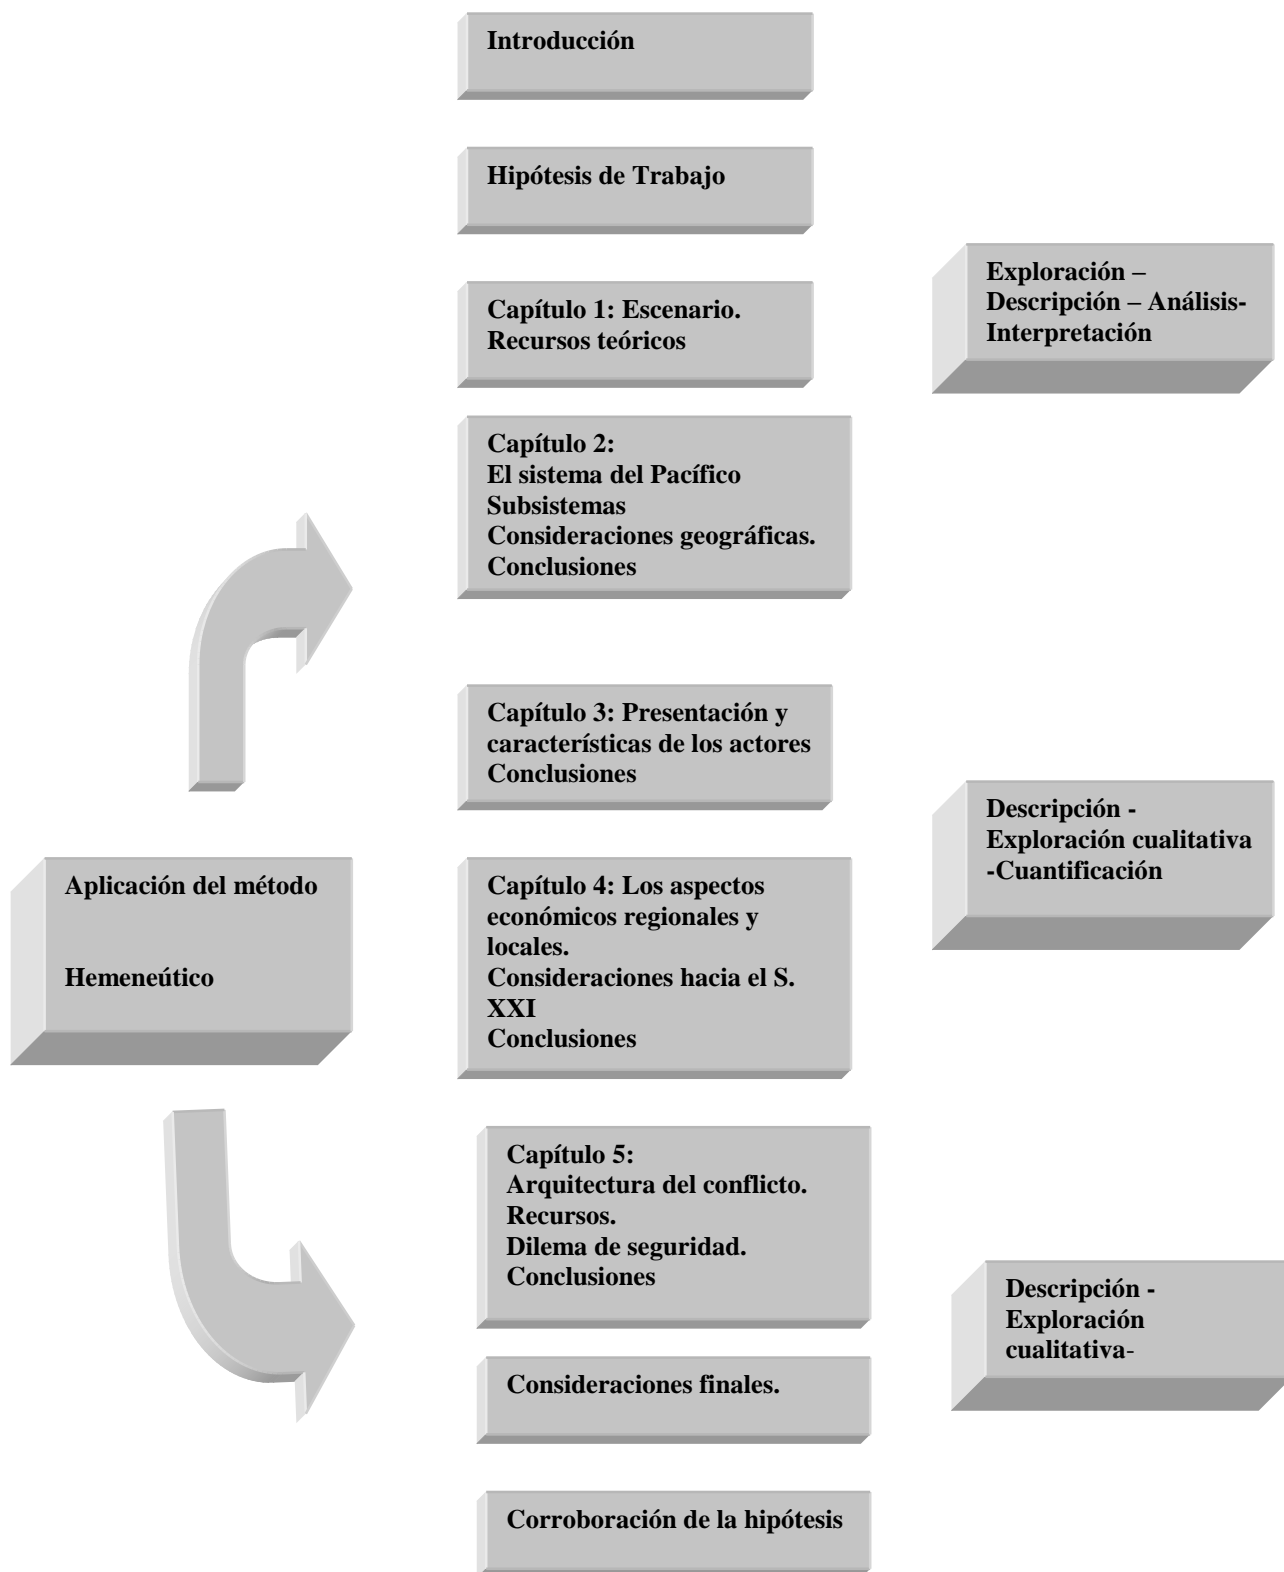 Introducción
Hipótesis de Trabajo
Capítulo 1: Escenario.
Recursos teóricos
Exploración –
Descripción – Análisis-
Interpretación
Capítulo 2:
El sistema del Pacífico
Subsistemas
Consideraciones geográficas.
Conclusiones
Capítulo 3: Presentación y
características de los actores
Conclusiones
Descripción -
Exploración cualitativa
-Cuantificación
Aplicación del método
Hemeneútico
Capítulo 4: Los aspectos
económicos regionales y
locales.
Consideraciones hacia el S.
XXI
Conclusiones
Capítulo 5:
Arquitectura del conflicto.
Recursos.
Dilema de seguridad.
Conclusiones
Descripción -
Exploración
cualitativa-
Consideraciones finales.
Corroboración de la hipótesis